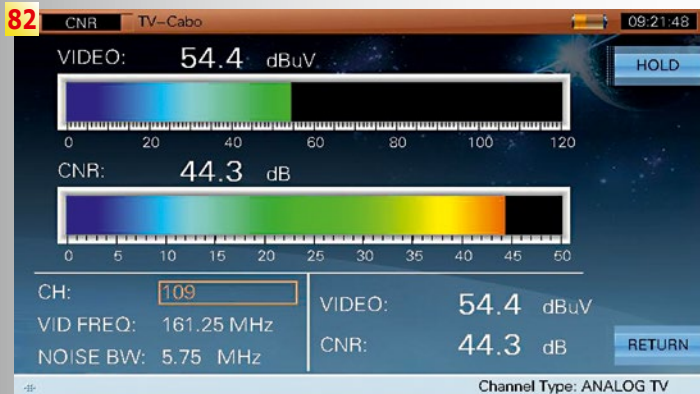 82
CNR TV-Cabo 09:21:48
VIDEO: 54.4 dBuV
HOLD
0 20 40 60 80 100 120
CNR: 44.3 dB
0 5 10 15 20 25 30 35 40 45 50
CH: 109
VID FREQ: 161.25 MHz
NOISE BW: 5.75 MHz
VIDEO: 54.4 dBuV
CNR: 44.3 dB
RETURN
Channel Type: ANALOG TV